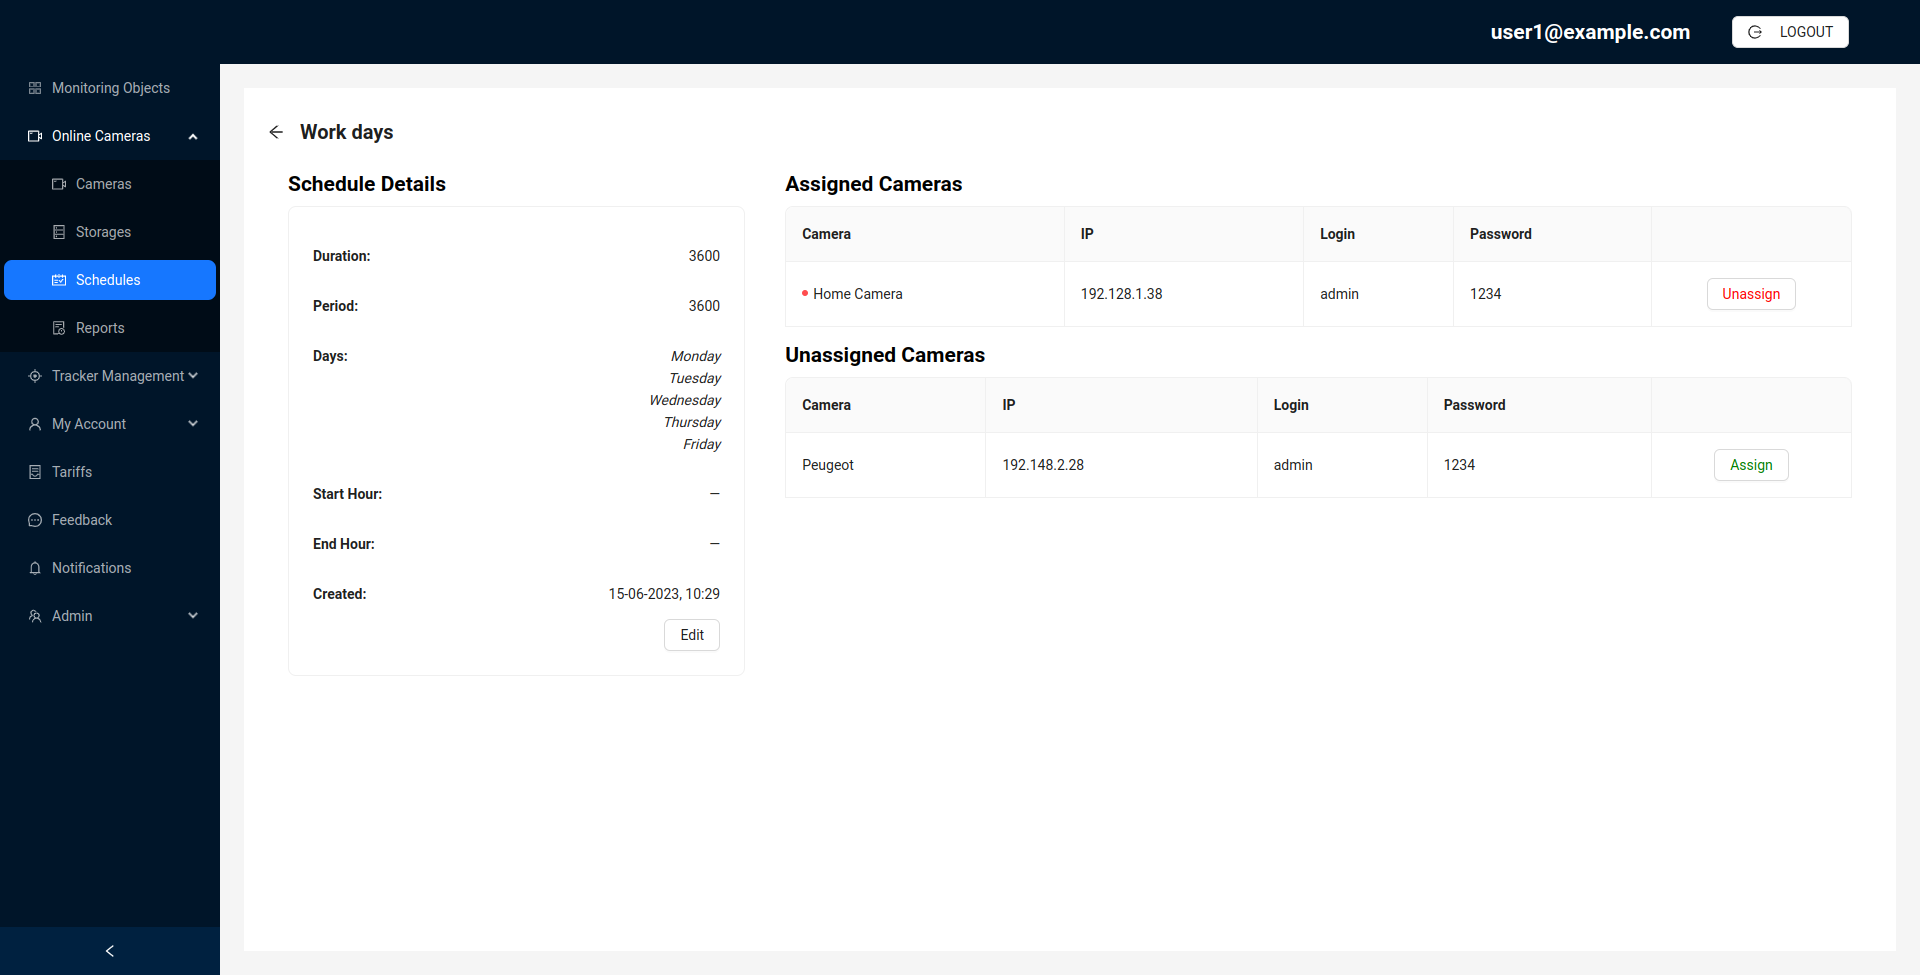 user1@example.com
LOGOUT
Monitoring Objects
Online Cameras
Cameras
Storages
Schedules
Reports
Tracker Management
My Account
Tariffs
Feedback
Notifications
Admin
Work days
Schedule Details
Duration: 3600
Period: 3600
Days: Monday
Tuesday
Wednesday
Thursday
Friday
Start Hour: —
End Hour: —
Created: 15-06-2023, 10:29
Edit
Assigned Cameras
Camera IP Login Password
Home Camera 192.128.1.38 admin 1234 Unassign
Unassigned Cameras
Camera IP Login Password
Peugeot 192.148.2.28 admin 1234 Assign